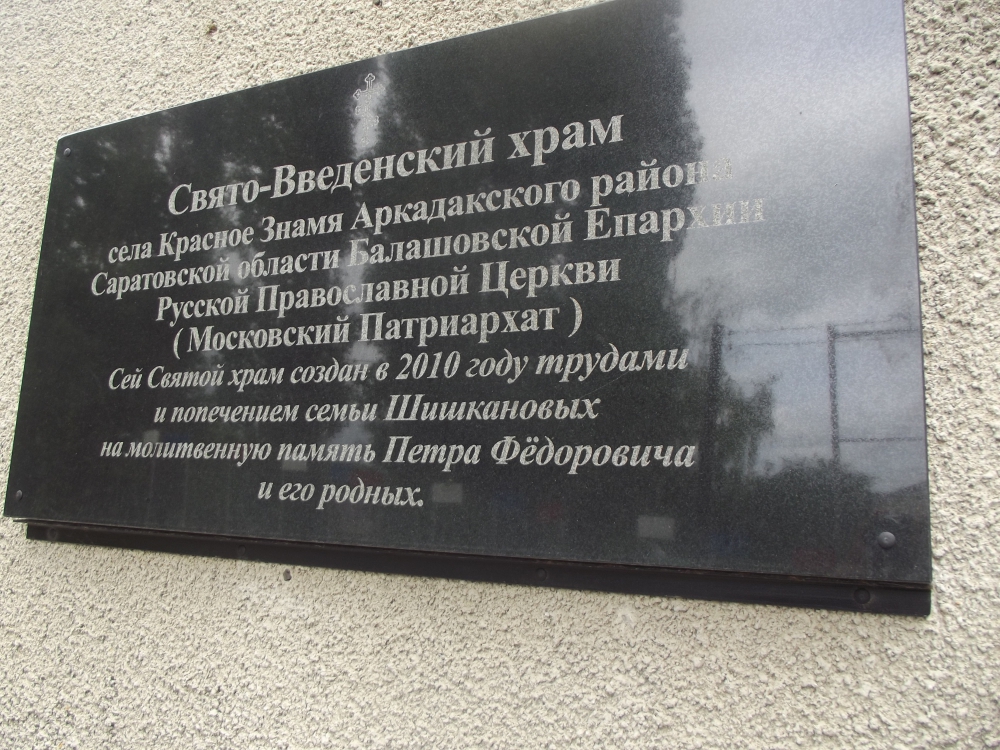 Свято-Введенский храм
села Красное Знамя Аркадакского района
Саратовской области Балашовской Епархии
Русской Православной Церкви
( Московский Патриархат )
Сей Святой храм создан в 2010 году трудами
и попечением семьи Шишкановых
на молитвенную память Петра Фёдоровича
и его родных.